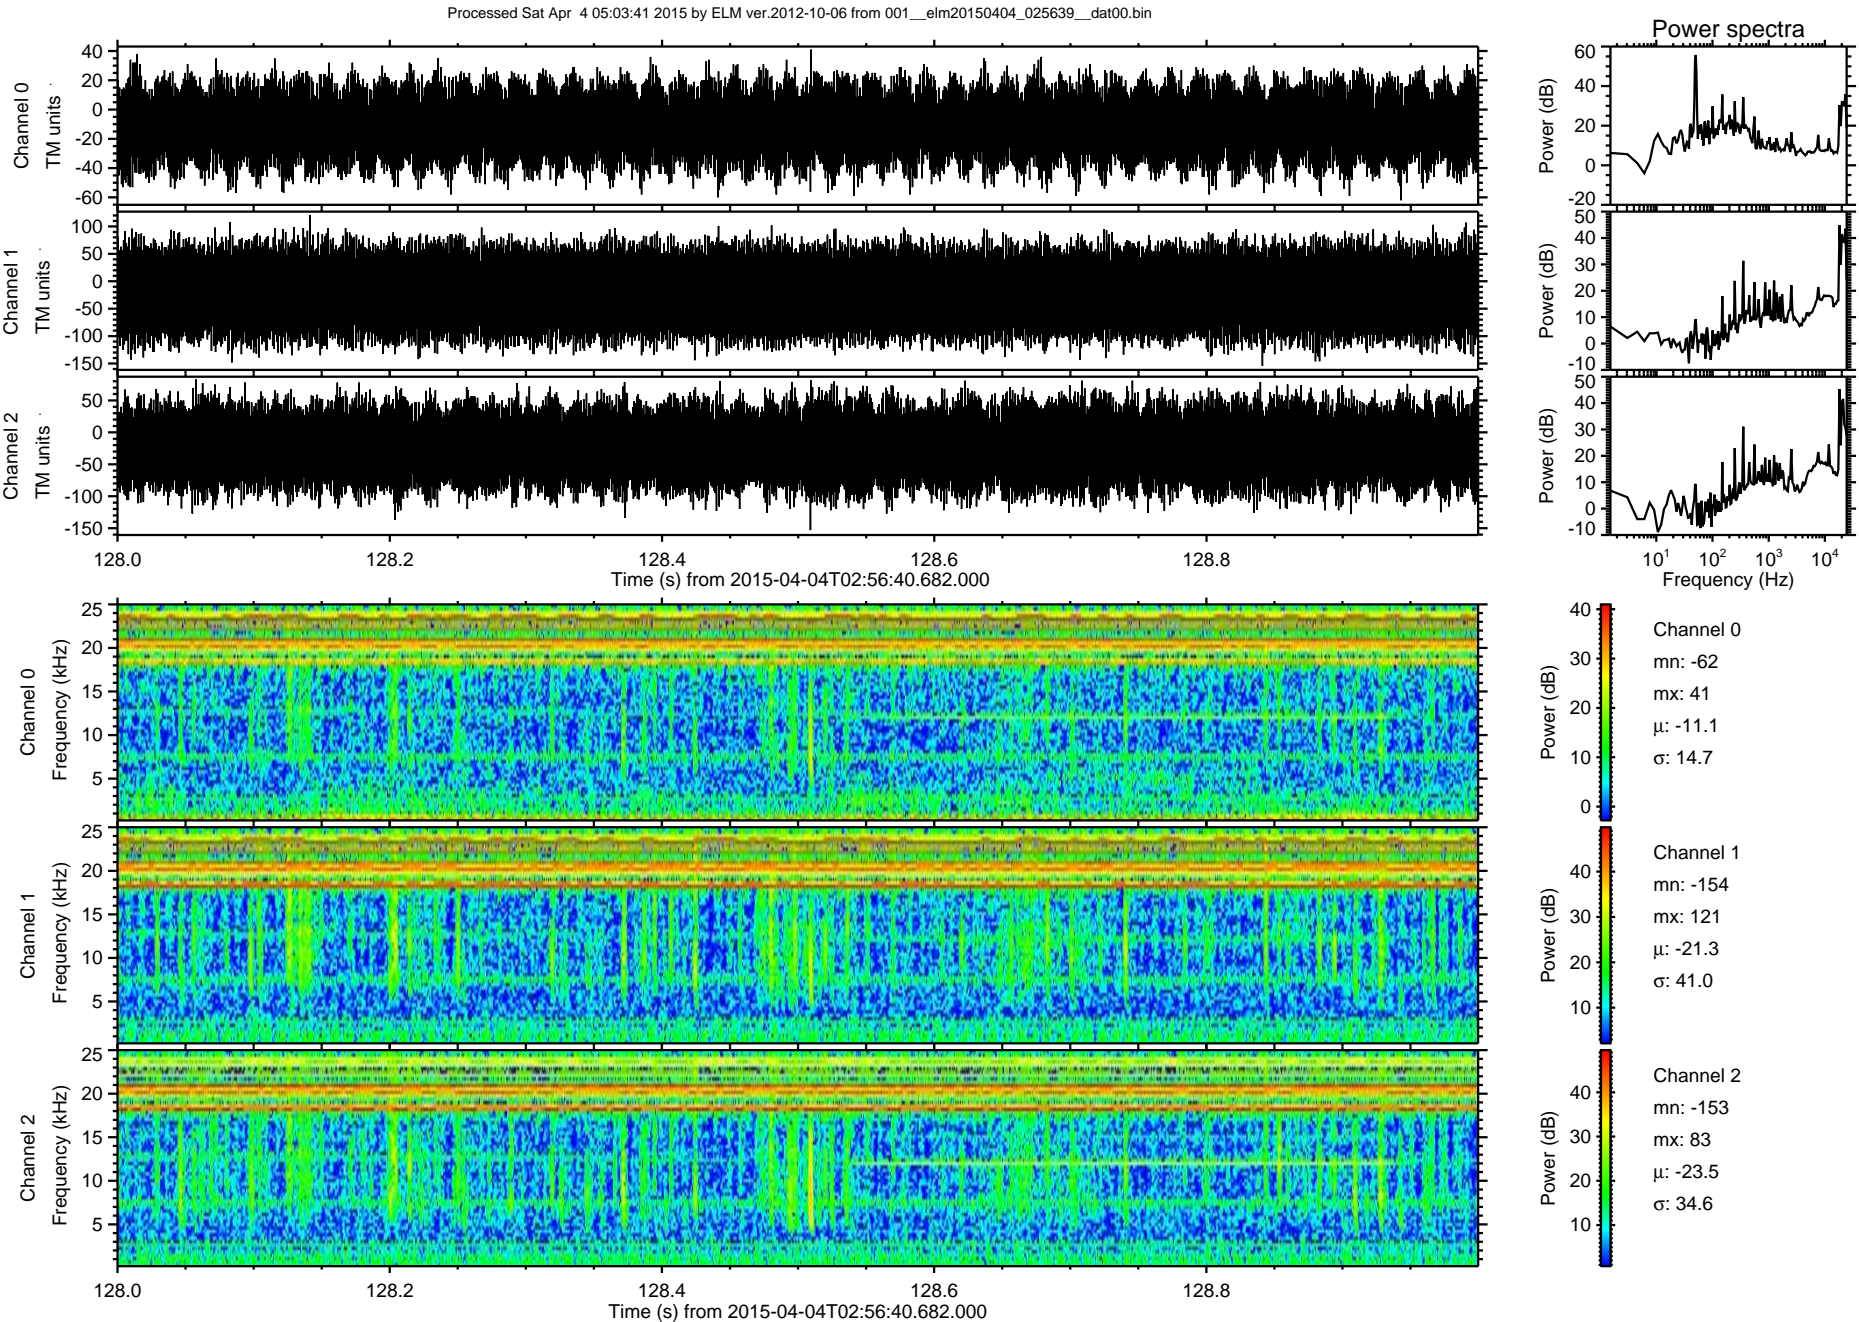 Processed Sat Apr  4 05:03:41 2015 by ELM ver.2012-10-06 from 001__elm20150404_025639__dat00.bin
Power spectra
Channel 0
TM units
40
20
0
-20
-40
-60
Power (dB)
60
40
20
0
-20
Channel 1
TM units
100
50
0
-50
-100
-150
Power (dB)
50
40
30
20
10
0
-10
Channel 2
TM units
50
0
-50
-100
-150
Power (dB)
50
40
30
20
10
0
-10
128.0 128.2 128.4 128.6 128.8
Time (s) from 2015-04-04T02:56:40.682.000
10^1 10^2 10^3 10^4
Frequency (Hz)
Channel 0
Frequency (kHz)
25
20
15
10
5
Power (dB)
40
30
20
10
0
Channel 0
mn: -62
mx: 41
μ: -11.1
σ: 14.7
Channel 1
Frequency (kHz)
25
20
15
10
5
Power (dB)
40
30
20
10
Channel 1
mn: -154
mx: 121
μ: -21.3
σ: 41.0
Channel 2
Frequency (kHz)
25
20
15
10
5
Power (dB)
40
30
20
10
Channel 2
mn: -153
mx: 83
μ: -23.5
σ: 34.6
128.0 128.2 128.4 128.6 128.8
Time (s) from 2015-04-04T02:56:40.682.000